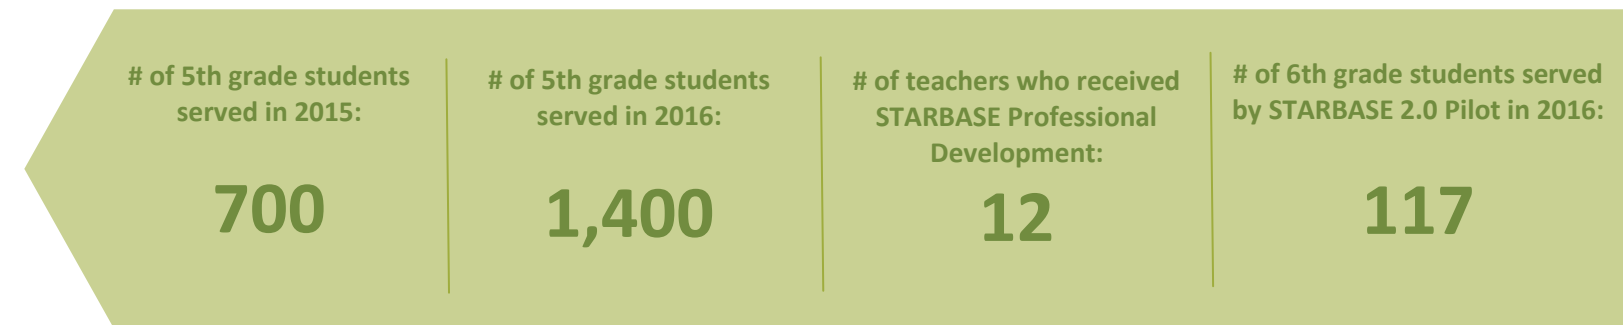 # of 5th grade students
served in 2015:
700
# of 5th grade students
served in 2016:
1,400
# of teachers who received
STARBASE Professional
Development:
12
# of 6th grade students served
by STARBASE 2.0 Pilot in 2016:
117